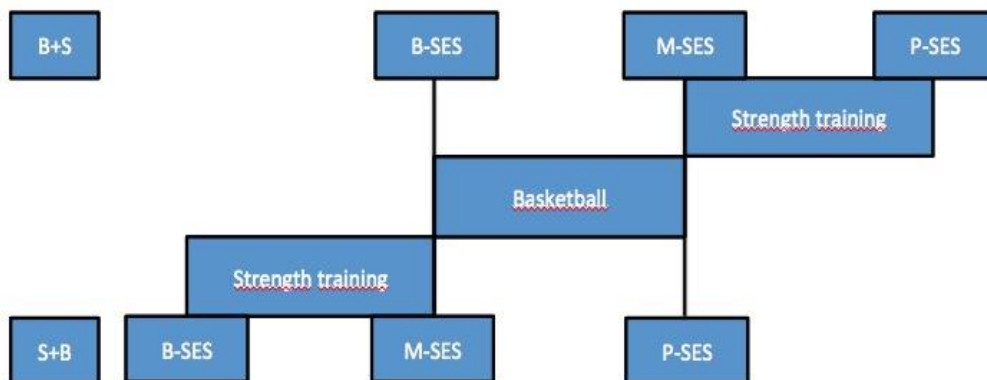 B+S
B-SES
M-SES
P-SES
Strength training
Basketball
Strength training
S+B
B-SES
M-SES
P-SES